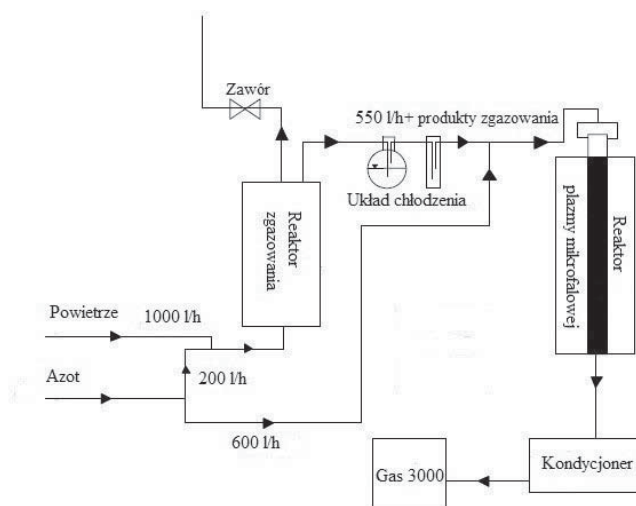 Zawór
550 l/h+ produkty zgazowania
Układ chłodzenia
Reaktor
zgazowania
Reaktor
plazmy mikrofalowej
Powietrze
1000 l/h
Azot
200 l/h
600 l/h
Gas 3000
Kondycjoner